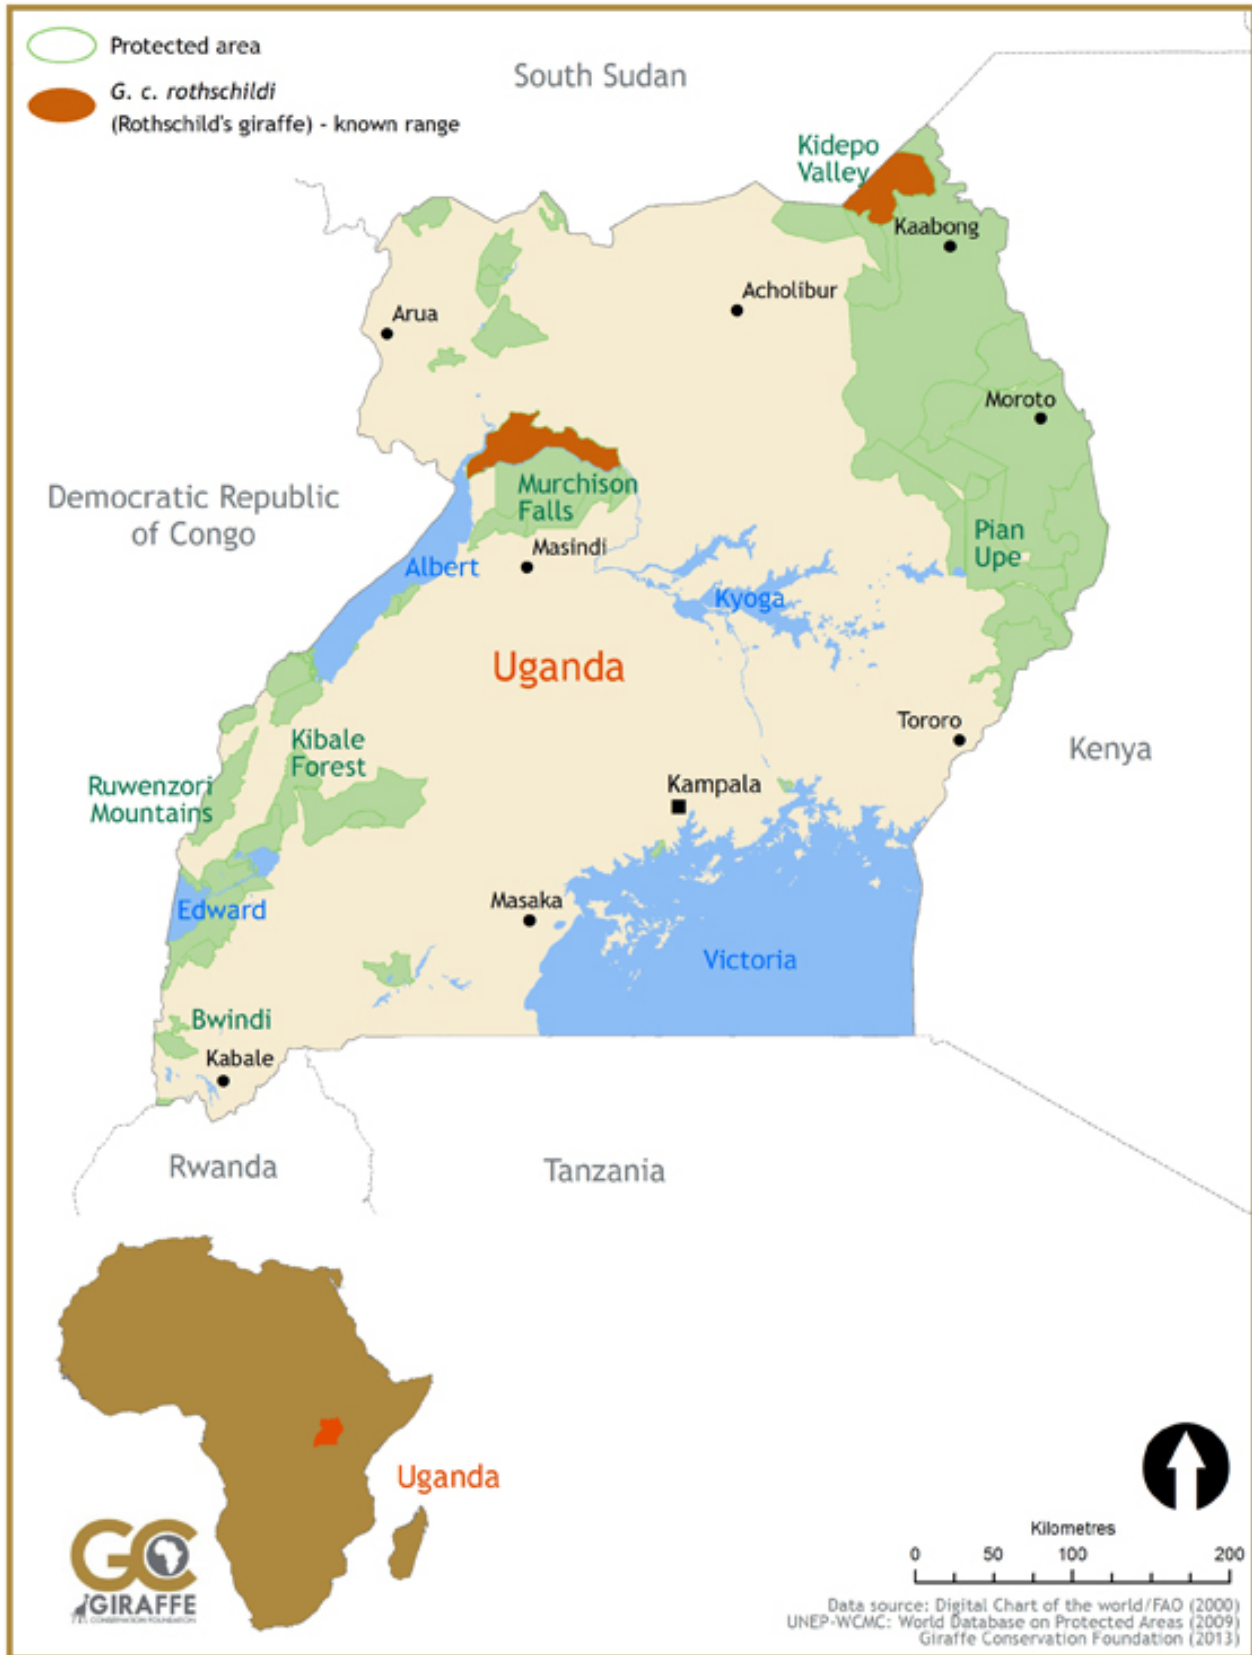 Protected area
G. c. rothschildi
(Rothschild's giraffe) - known range
South Sudan
Kidepo
Valley
Kaabong
Acholibur
Arua
Moroto
Democratic Republic
of Congo
Murchison
Falls
Pian
Upe
Masindi
Albert
Kyoga
Uganda
Tororo
Kenya
Kibale
Forest
Ruwenzori
Mountains
Kampala
Masaka
Edward
Victoria
Bwindi
Kabale
Rwanda
Tanzania
Uganda
GC
GIRAFFE
CONSERVATION FOUNDATION
Kilometres
0 50 100 200
Data source: Digital Chart of the world/FAO (2000)
UNEP-WCMC: World Database on Protected Areas (2009)
Giraffe Conservation Foundation (2013)